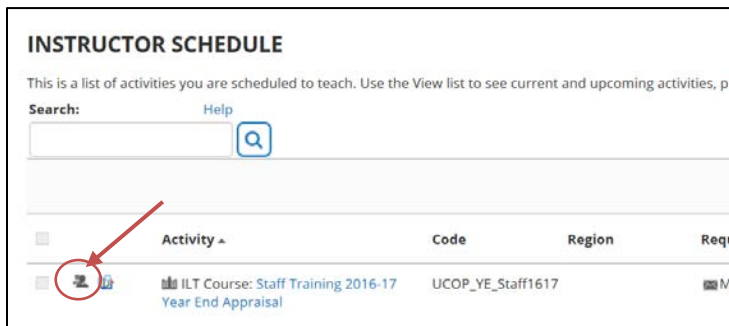 INSTRUCTOR SCHEDULE
This is a list of activities you are scheduled to teach. Use the View list to see current and upcoming activities, p
Search: Help
Activity Code Region Requ
ILT Course: Staff Training 2016-17 UCOP_YE_Staff1617 M
Year End Appraisal